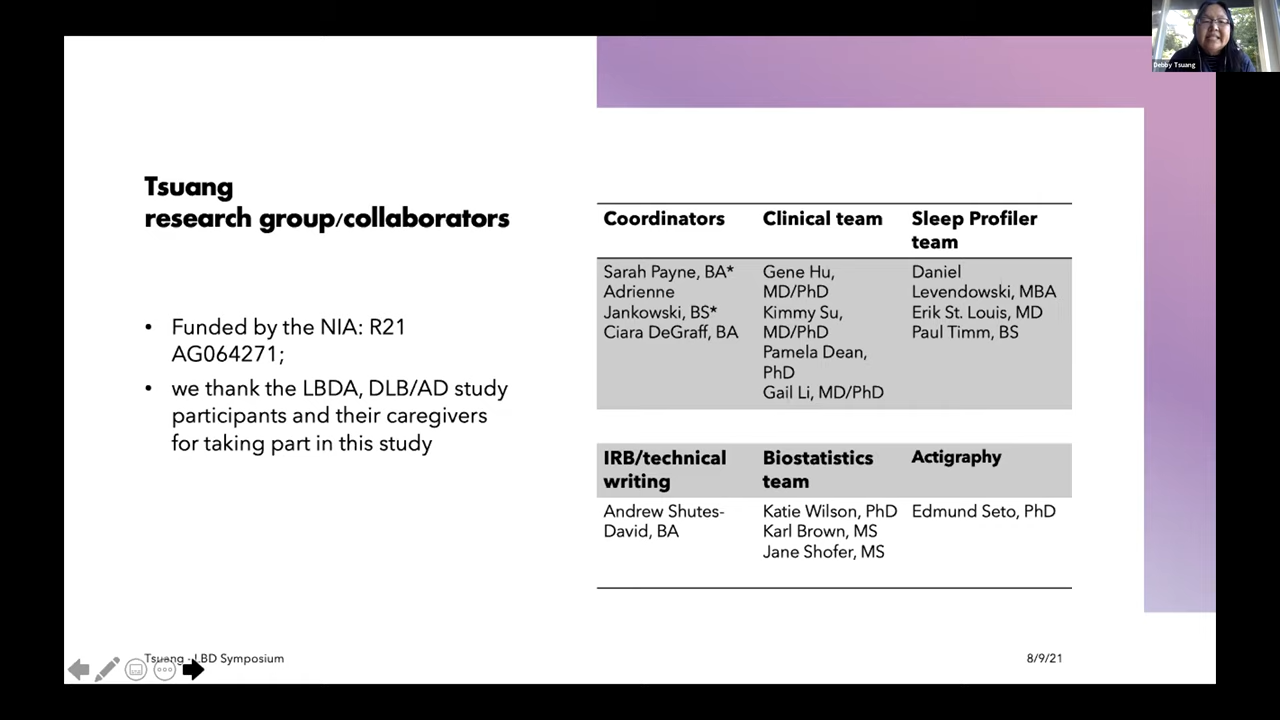 Debby Tsuang
Tsuang
research group/collaborators
• Funded by the NIA: R21
AG064271;
• we thank the LBDA, DLB/AD study
participants and their caregivers
for taking part in this study
Coordinators
Clinical team
Sleep Profiler
team
Sarah Payne, BA*
Adrienne
Jankowski, BS*
Ciara DeGraff, BA
Gene Hu,
MD/PhD
Kimmy Su,
MD/PhD
Pamela Dean,
PhD
Gail Li, MD/PhD
Daniel
Levendowski, MBA
Erik St. Louis, MD
Paul Timm, BS
IRB/technical
writing
Biostatistics
team
Actigraphy
Andrew Shutes-
David, BA
Katie Wilson, PhD
Karl Brown, MS
Jane Shofer, MS
Edmund Seto, PhD
Tsuang - LBD Symposium
8/9/21